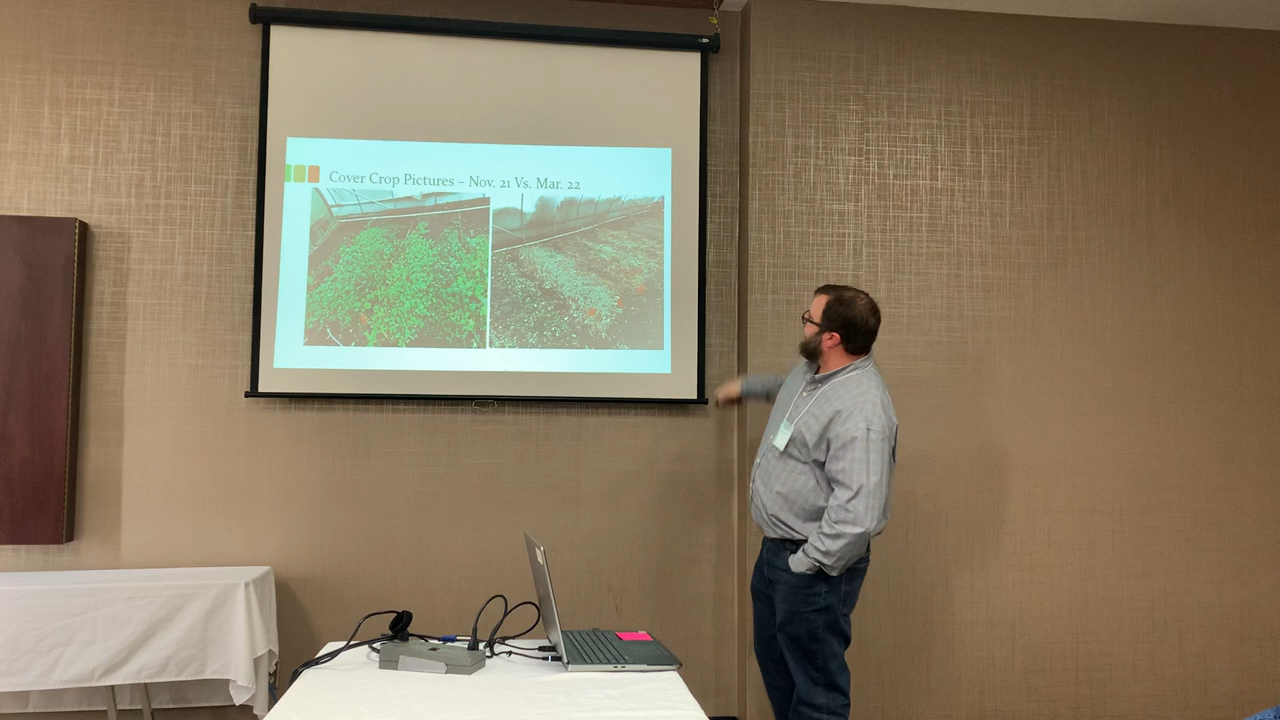 Cover Crop Pictures – Nov. 21 Vs. Mar. 22